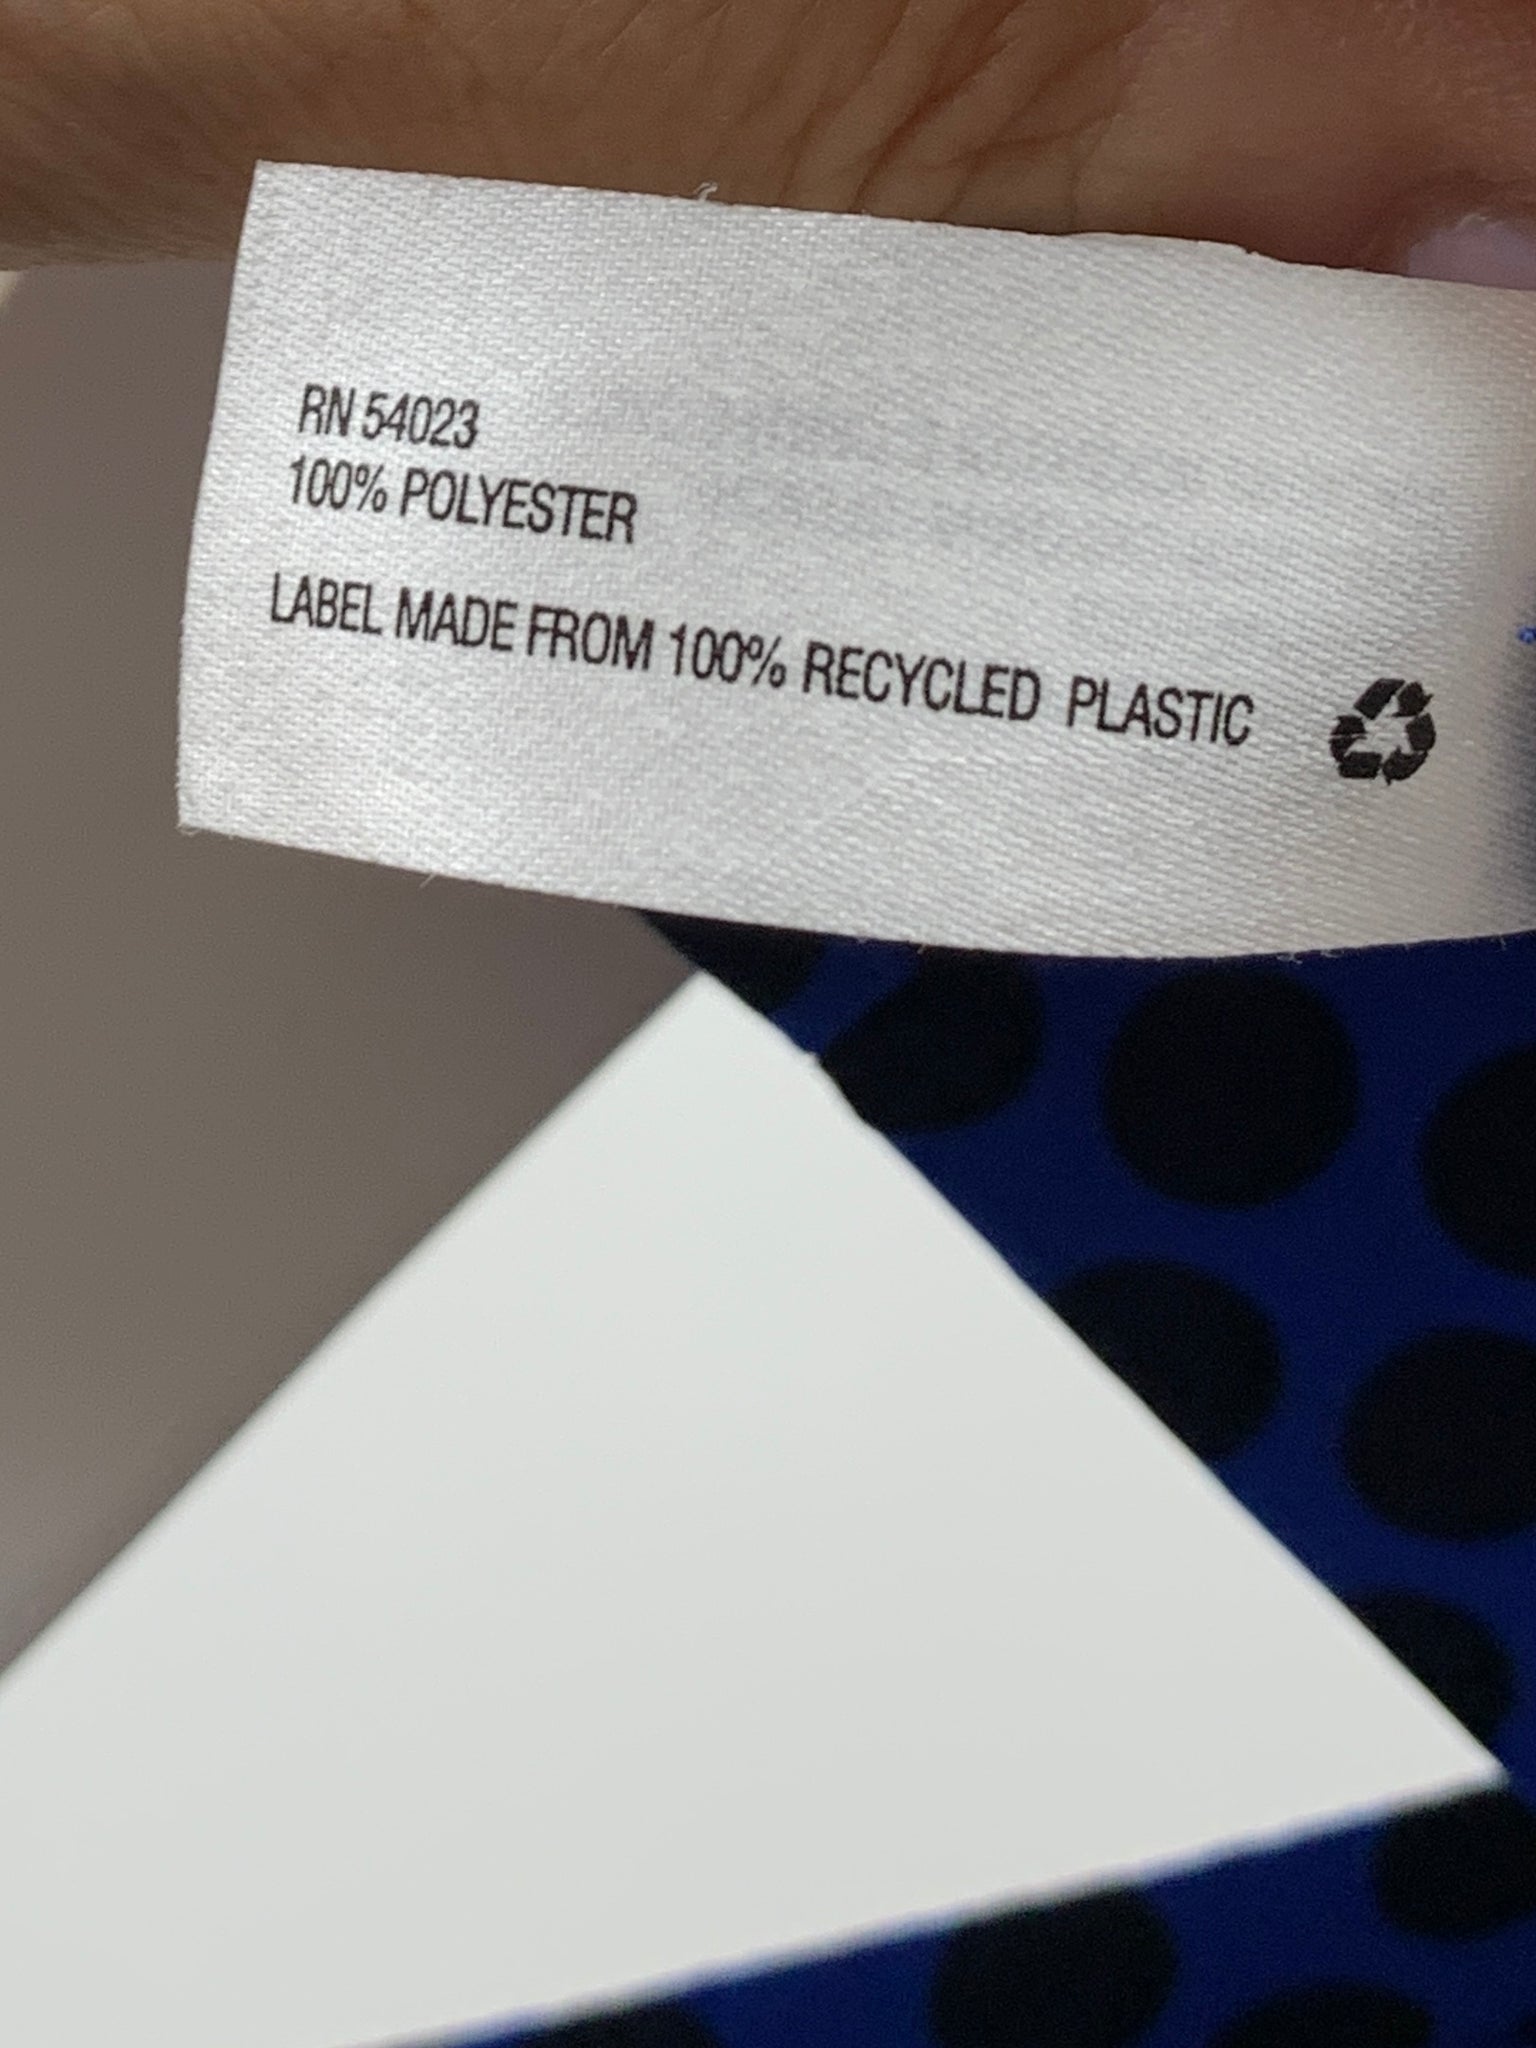 RN 54023
100% POLYESTER
LABEL MADE FROM 100% RECYCLED PLASTIC